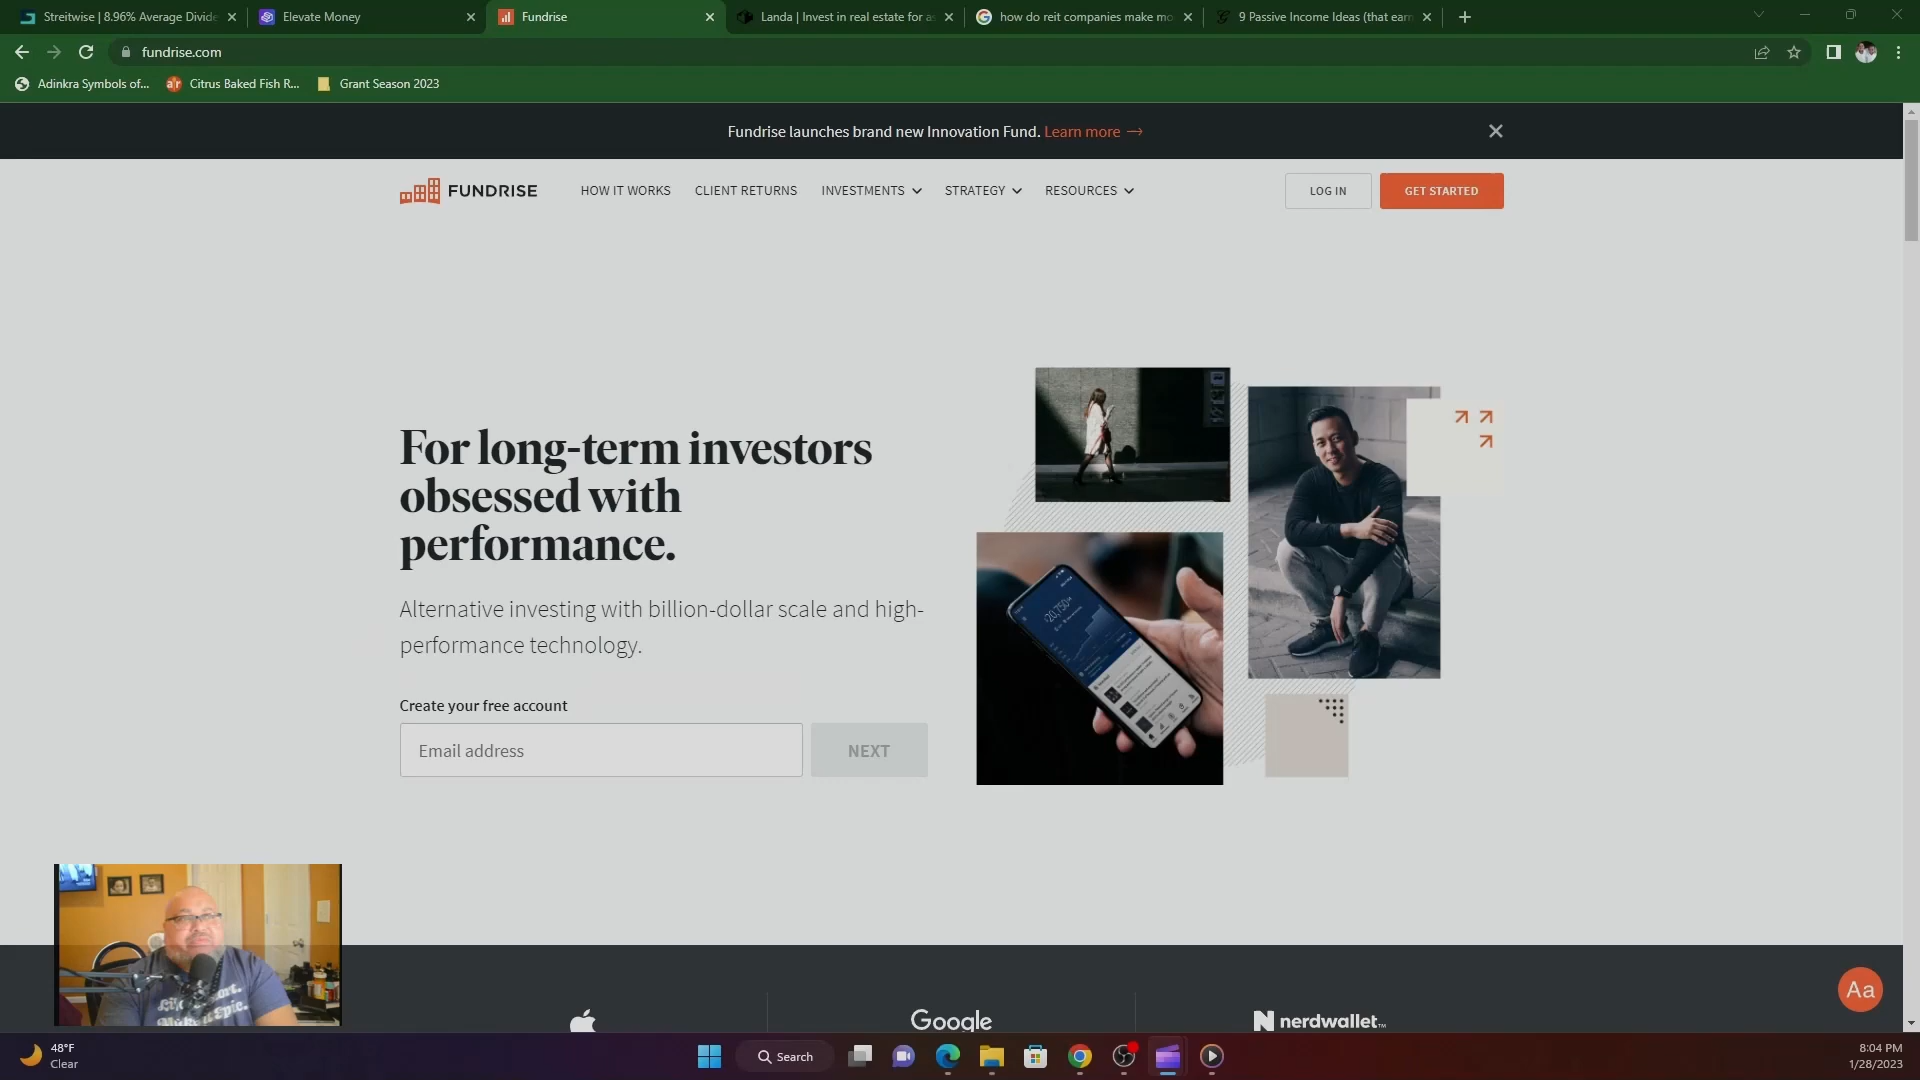 Streitwise | 8.96% Average Divide
Elevate Money
Fundrise
Landa | Invest in real estate for as
how do reit companies make mo
9 Passive Income Ideas (that earn
fundrise.com
Adinkra Symbols of...
Citrus Baked Fish R...
Grant Season 2023
Fundrise launches brand new Innovation Fund. Learn more →
FUNDRISE
HOW IT WORKS
CLIENT RETURNS
INVESTMENTS
STRATEGY
RESOURCES
LOG IN
GET STARTED
For long-term investors
obsessed with
performance.
Alternative investing with billion-dollar scale and high-
performance technology.
Create your free account
Email address
NEXT
Google
nerdwallet
Aa
48°F
Clear
Search
8:04 PM
1/28/2023